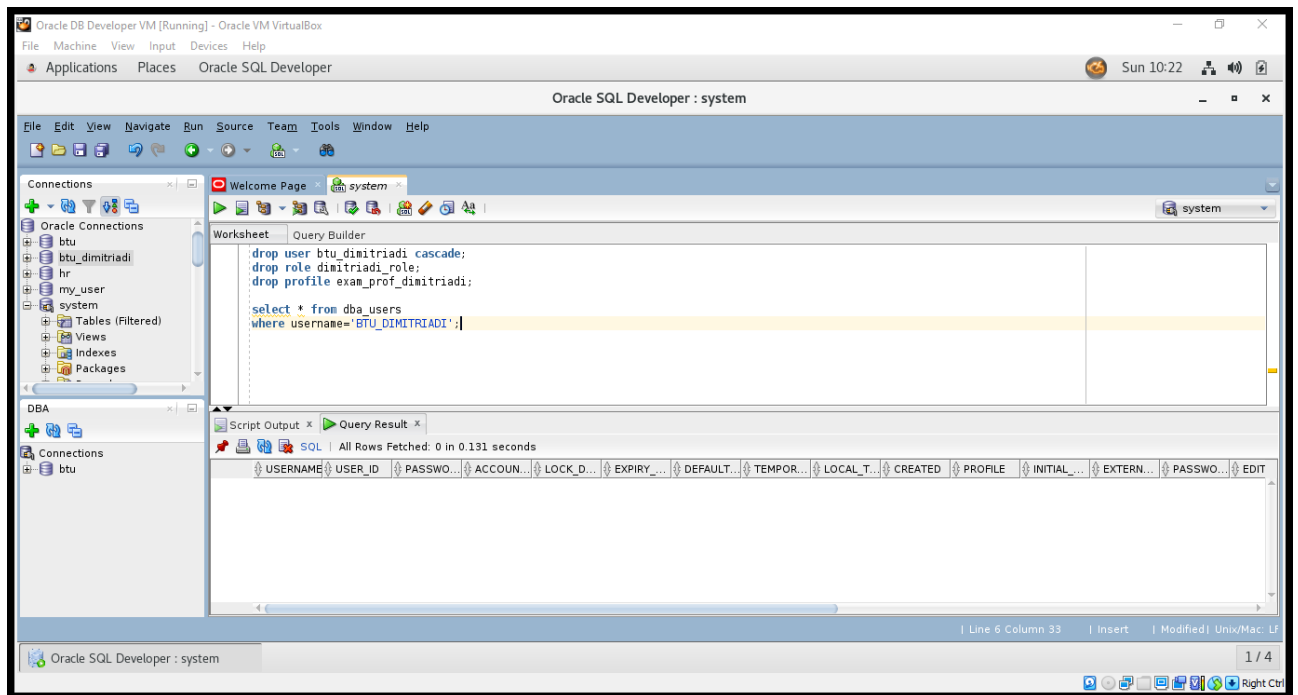 Oracle DB Developer VM [Running] - Oracle VM VirtualBox
File Machine View Input Devices Help
Applications Places Oracle SQL Developer Sun 10:22
Oracle SQL Developer : system
File Edit View Navigate Run Source Team Tools Window Help
Connections
Oracle Connections
btu
btu_dimitriadi
hr
my_user
system
Tables (Filtered)
Views
Indexes
Packages
DBA
Connections
btu
Welcome Page system
system
Worksheet Query Builder
drop user btu_dimitriadi cascade;
drop role dimitriadi_role;
drop profile exam_prof_dimitriadi;
select * from dba_users
where username='BTU_DIMITRIADI';
Script Output Query Result
SQL | All Rows Fetched: 0 in 0.131 seconds
USERNAME USER_ID PASSWO... ACCOUN... LOCK_D... EXPIRY_... DEFAULT... TEMPOR... LOCAL_T... CREATED PROFILE INITIAL_... EXTERN... PASSWO... EDIT
| Line 6 Column 33 | Insert | Modified | Unix/Mac: LF
Oracle SQL Developer : system 1 / 4
Right Ctrl